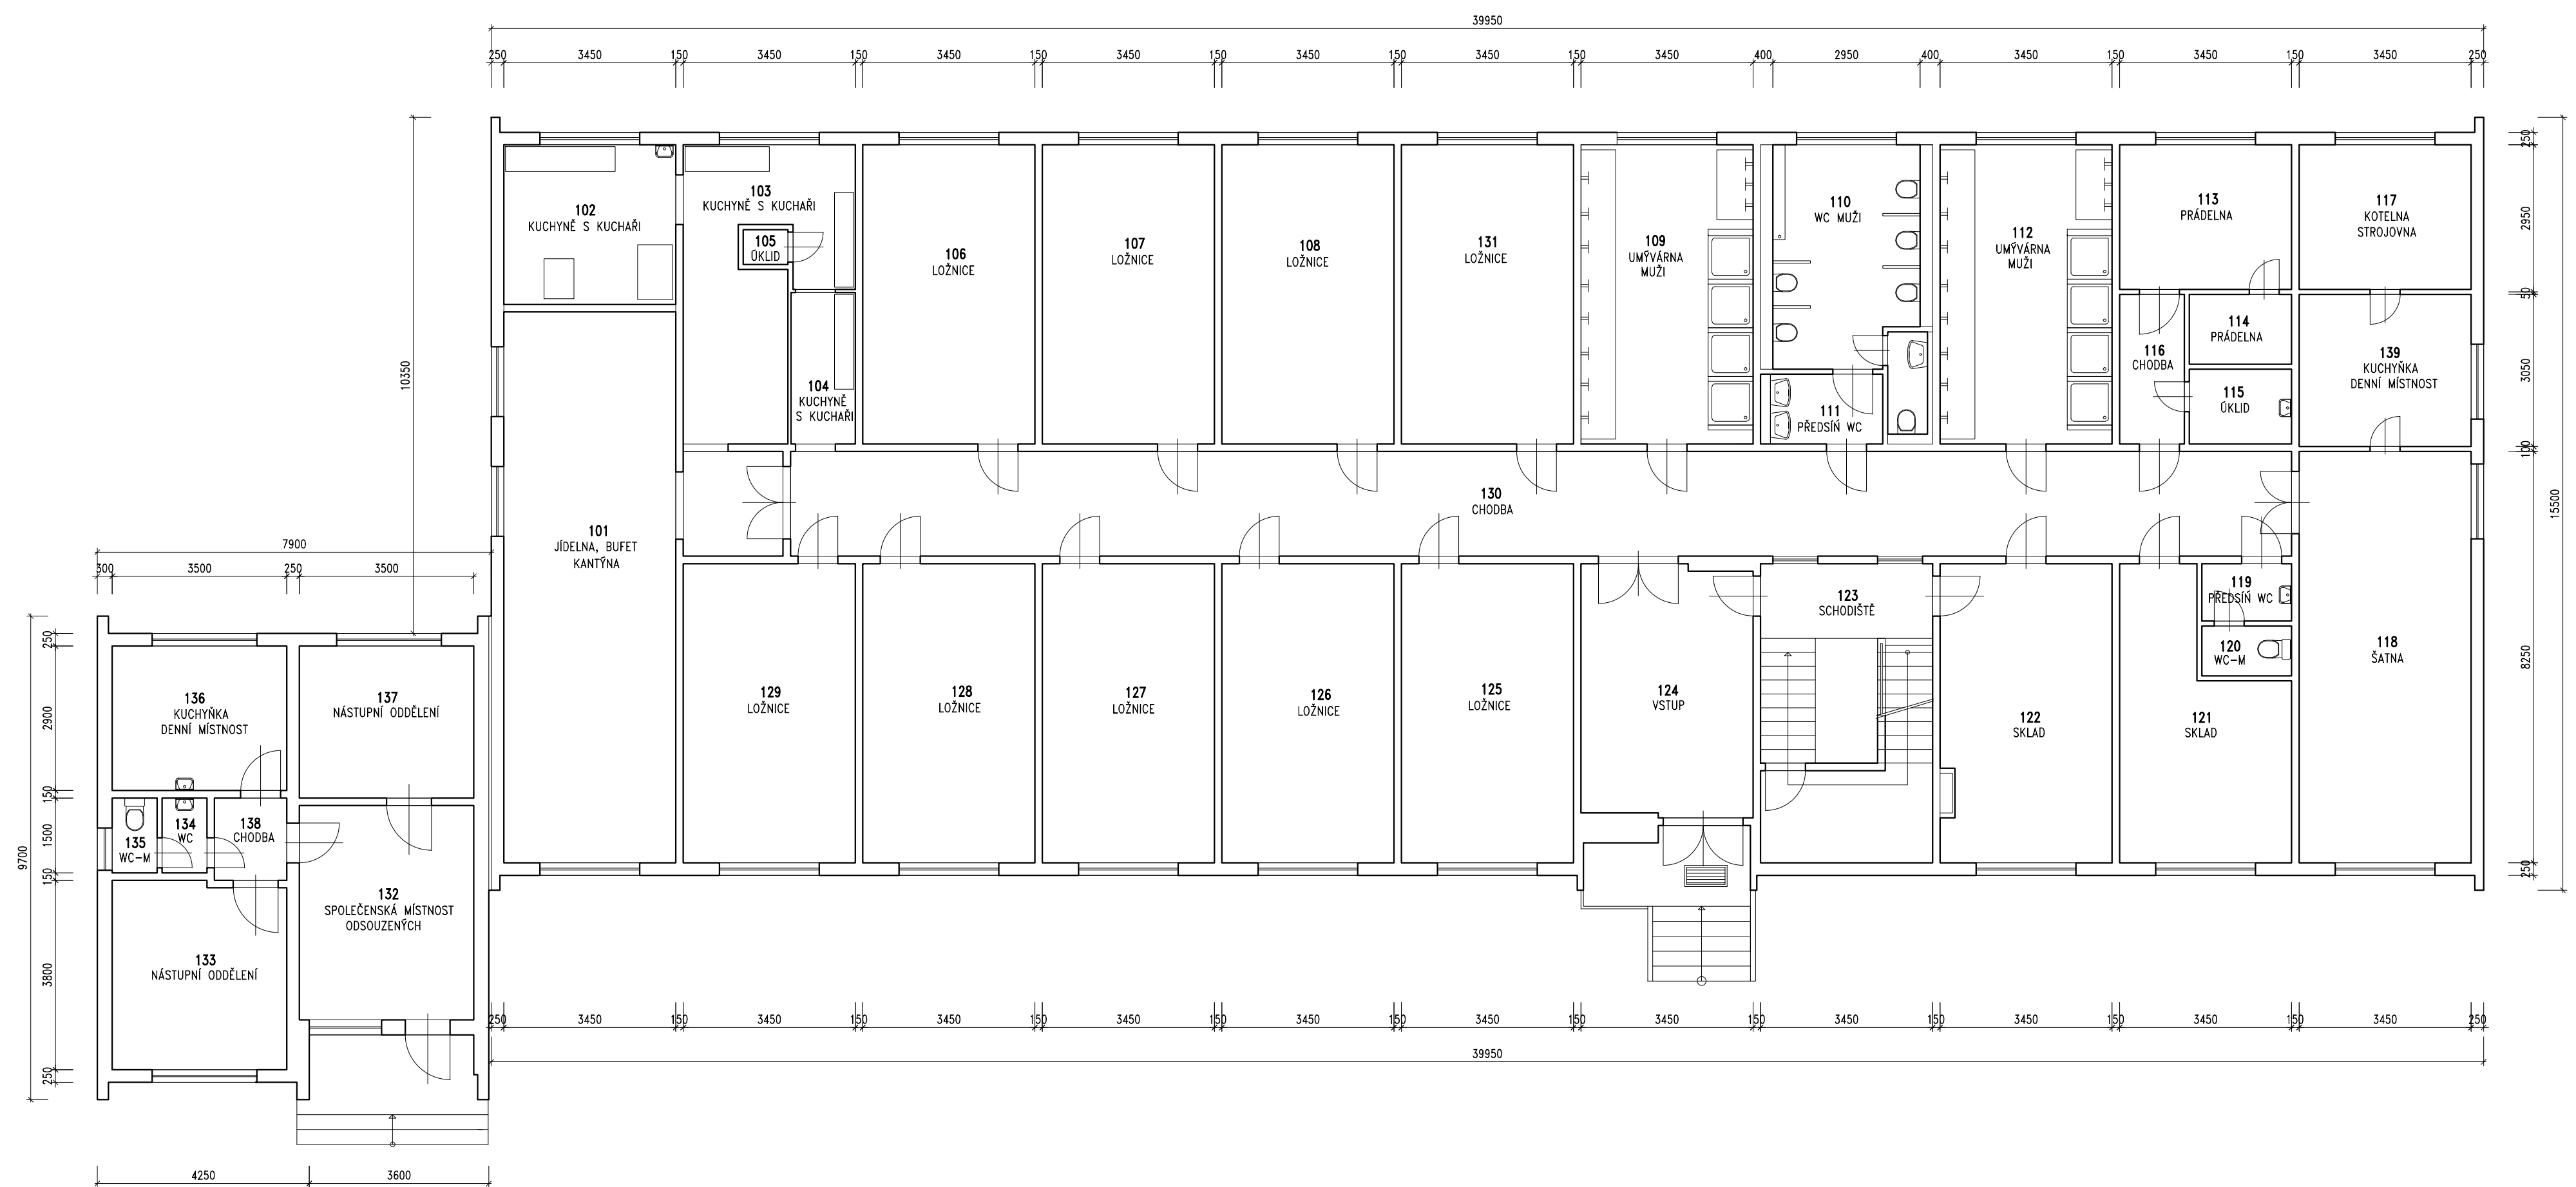 39950
250 3450 150 3450 150 3450 150 3450 150 3450 150 3450 150 3450 400 2950 400 3450 150 3450 150 3450 250
10350
102
KUCHYNĚ S KUCHAŘI
103
KUCHYNĚ S KUCHAŘI
105
ÚKLID
104
KUCHYNĚ
S KUCHAŘI
106
LOŽNICE
107
LOŽNICE
108
LOŽNICE
131
LOŽNICE
109
UMÝVÁRNA
MUŽI
110
WC MUŽI
111
PŘEDSÍŇ WC
112
UMÝVÁRNA
MUŽI
113
PRÁDELNA
114
PRÁDELNA
115
ÚKLID
116
CHODBA
117
KOTELNA
STROJOVNA
139
KUCHYŇKA
DENNÍ MÍSTNOST
250
2950
50
3050
100
8250
250
15500
130
CHODBA
101
JÍDELNA, BUFET
KANTÝNA
129
LOŽNICE
128
LOŽNICE
127
LOŽNICE
126
LOŽNICE
125
LOŽNICE
124
VSTUP
123
SCHODIŠTĚ
122
SKLAD
121
SKLAD
119
PŘEDSÍŇ WC
120
WC-M
118
ŠATNA
7900
300 3500 250 3500
250
2900
150
1500
150
3800
250
9700
136
KUCHYŇKA
DENNÍ MÍSTNOST
137
NÁSTUPNÍ ODDĚLENÍ
135
WC-M
134
WC
138
CHODBA
132
SPOLEČENSKÁ MÍSTNOST
ODSOUZENÝCH
133
NÁSTUPNÍ ODDĚLENÍ
250 3450 150 3450 150 3450 150 3450 150 3450 150 3450 150 3450 150 3450 150 3450 150 3450 150 3450 250
39950
4250 3600